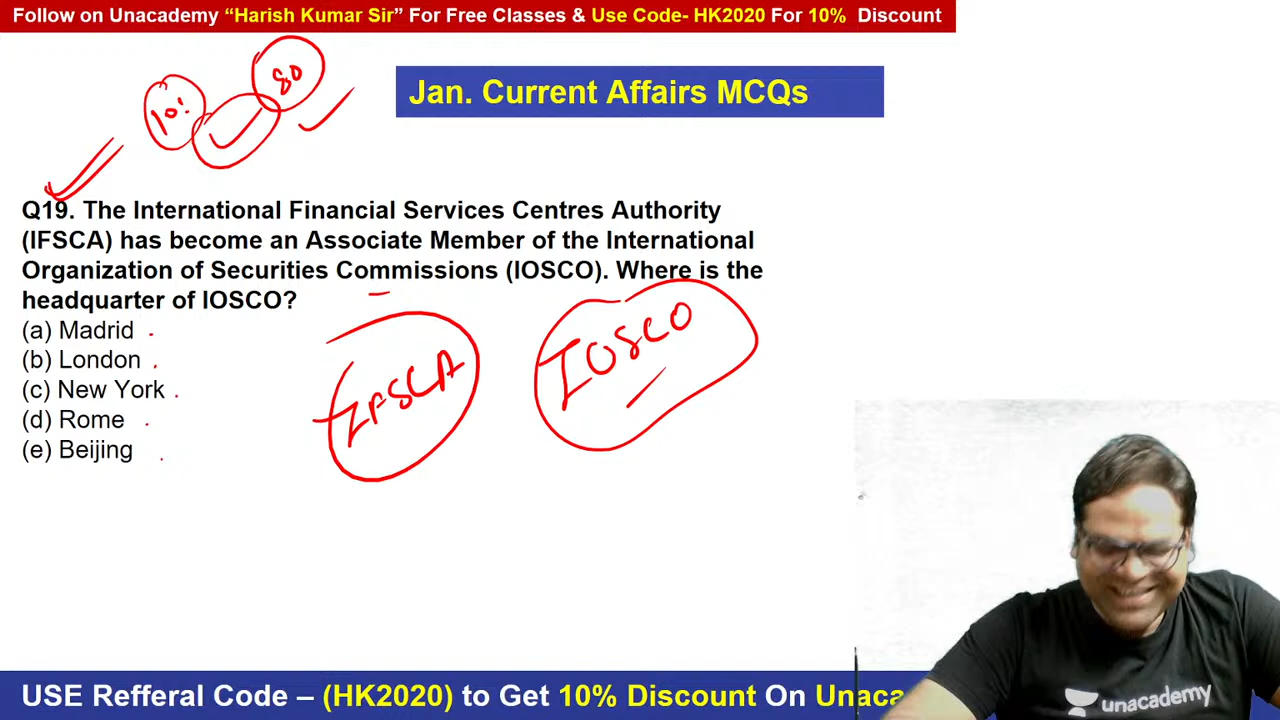 Follow on Unacademy “Harish Kumar Sir” For Free Classes & Use Code- HK2020 For 10% Discount
80
10:
Jan. Current Affairs MCQs
Q19. The International Financial Services Centres Authority
(IFSCA) has become an Associate Member of the International
Organization of Securities Commissions (IOSCO). Where is the
headquarter of IOSCO?
(a) Madrid
(b) London
(c) New York
(d) Rome
(e) Beijing
IFSCA
IOSCO
unacademy
USE Refferal Code – (HK2020) to Get 10% Discount On Unaca